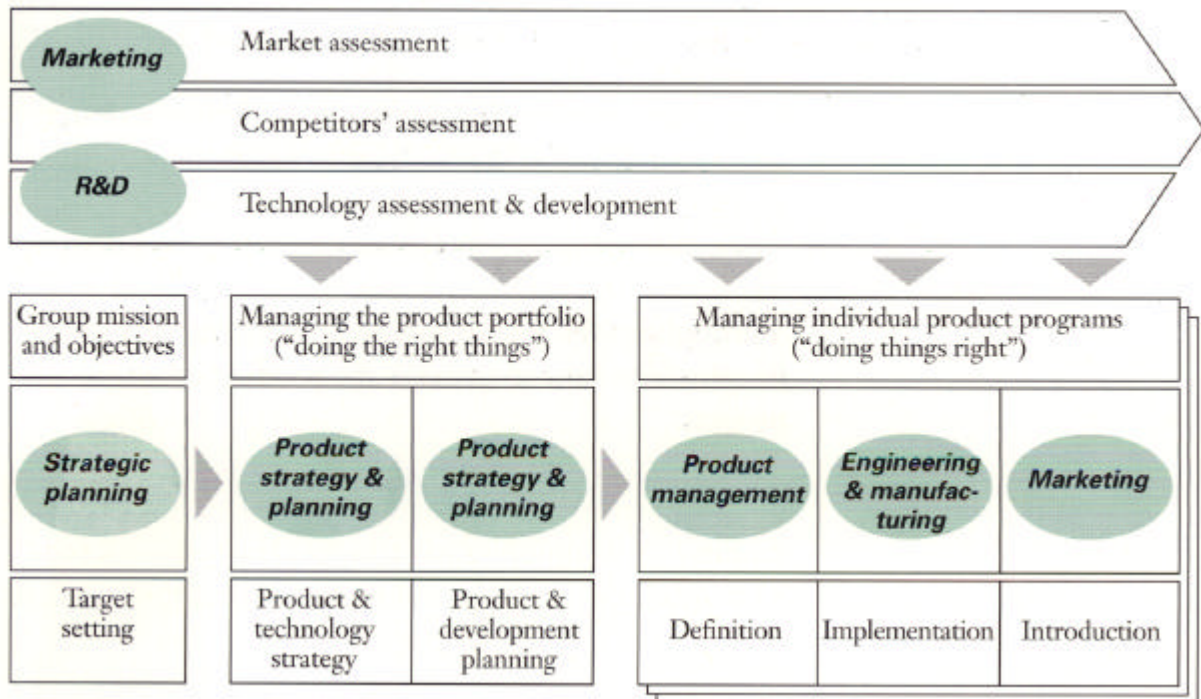 Marketing
Market assessment
Competitors' assessment
R&D
Technology assessment & development
Group mission
and objectives
Managing the product portfolio
(“doing the right things”)
Managing individual product programs
(“doing things right”)
Strategic
planning
Product
strategy &
planning
Product
strategy &
planning
Product
management
Engineering
& manufac-
turing
Marketing
Target
setting
Product &
technology
strategy
Product &
development
planning
Definition
Implementation
Introduction